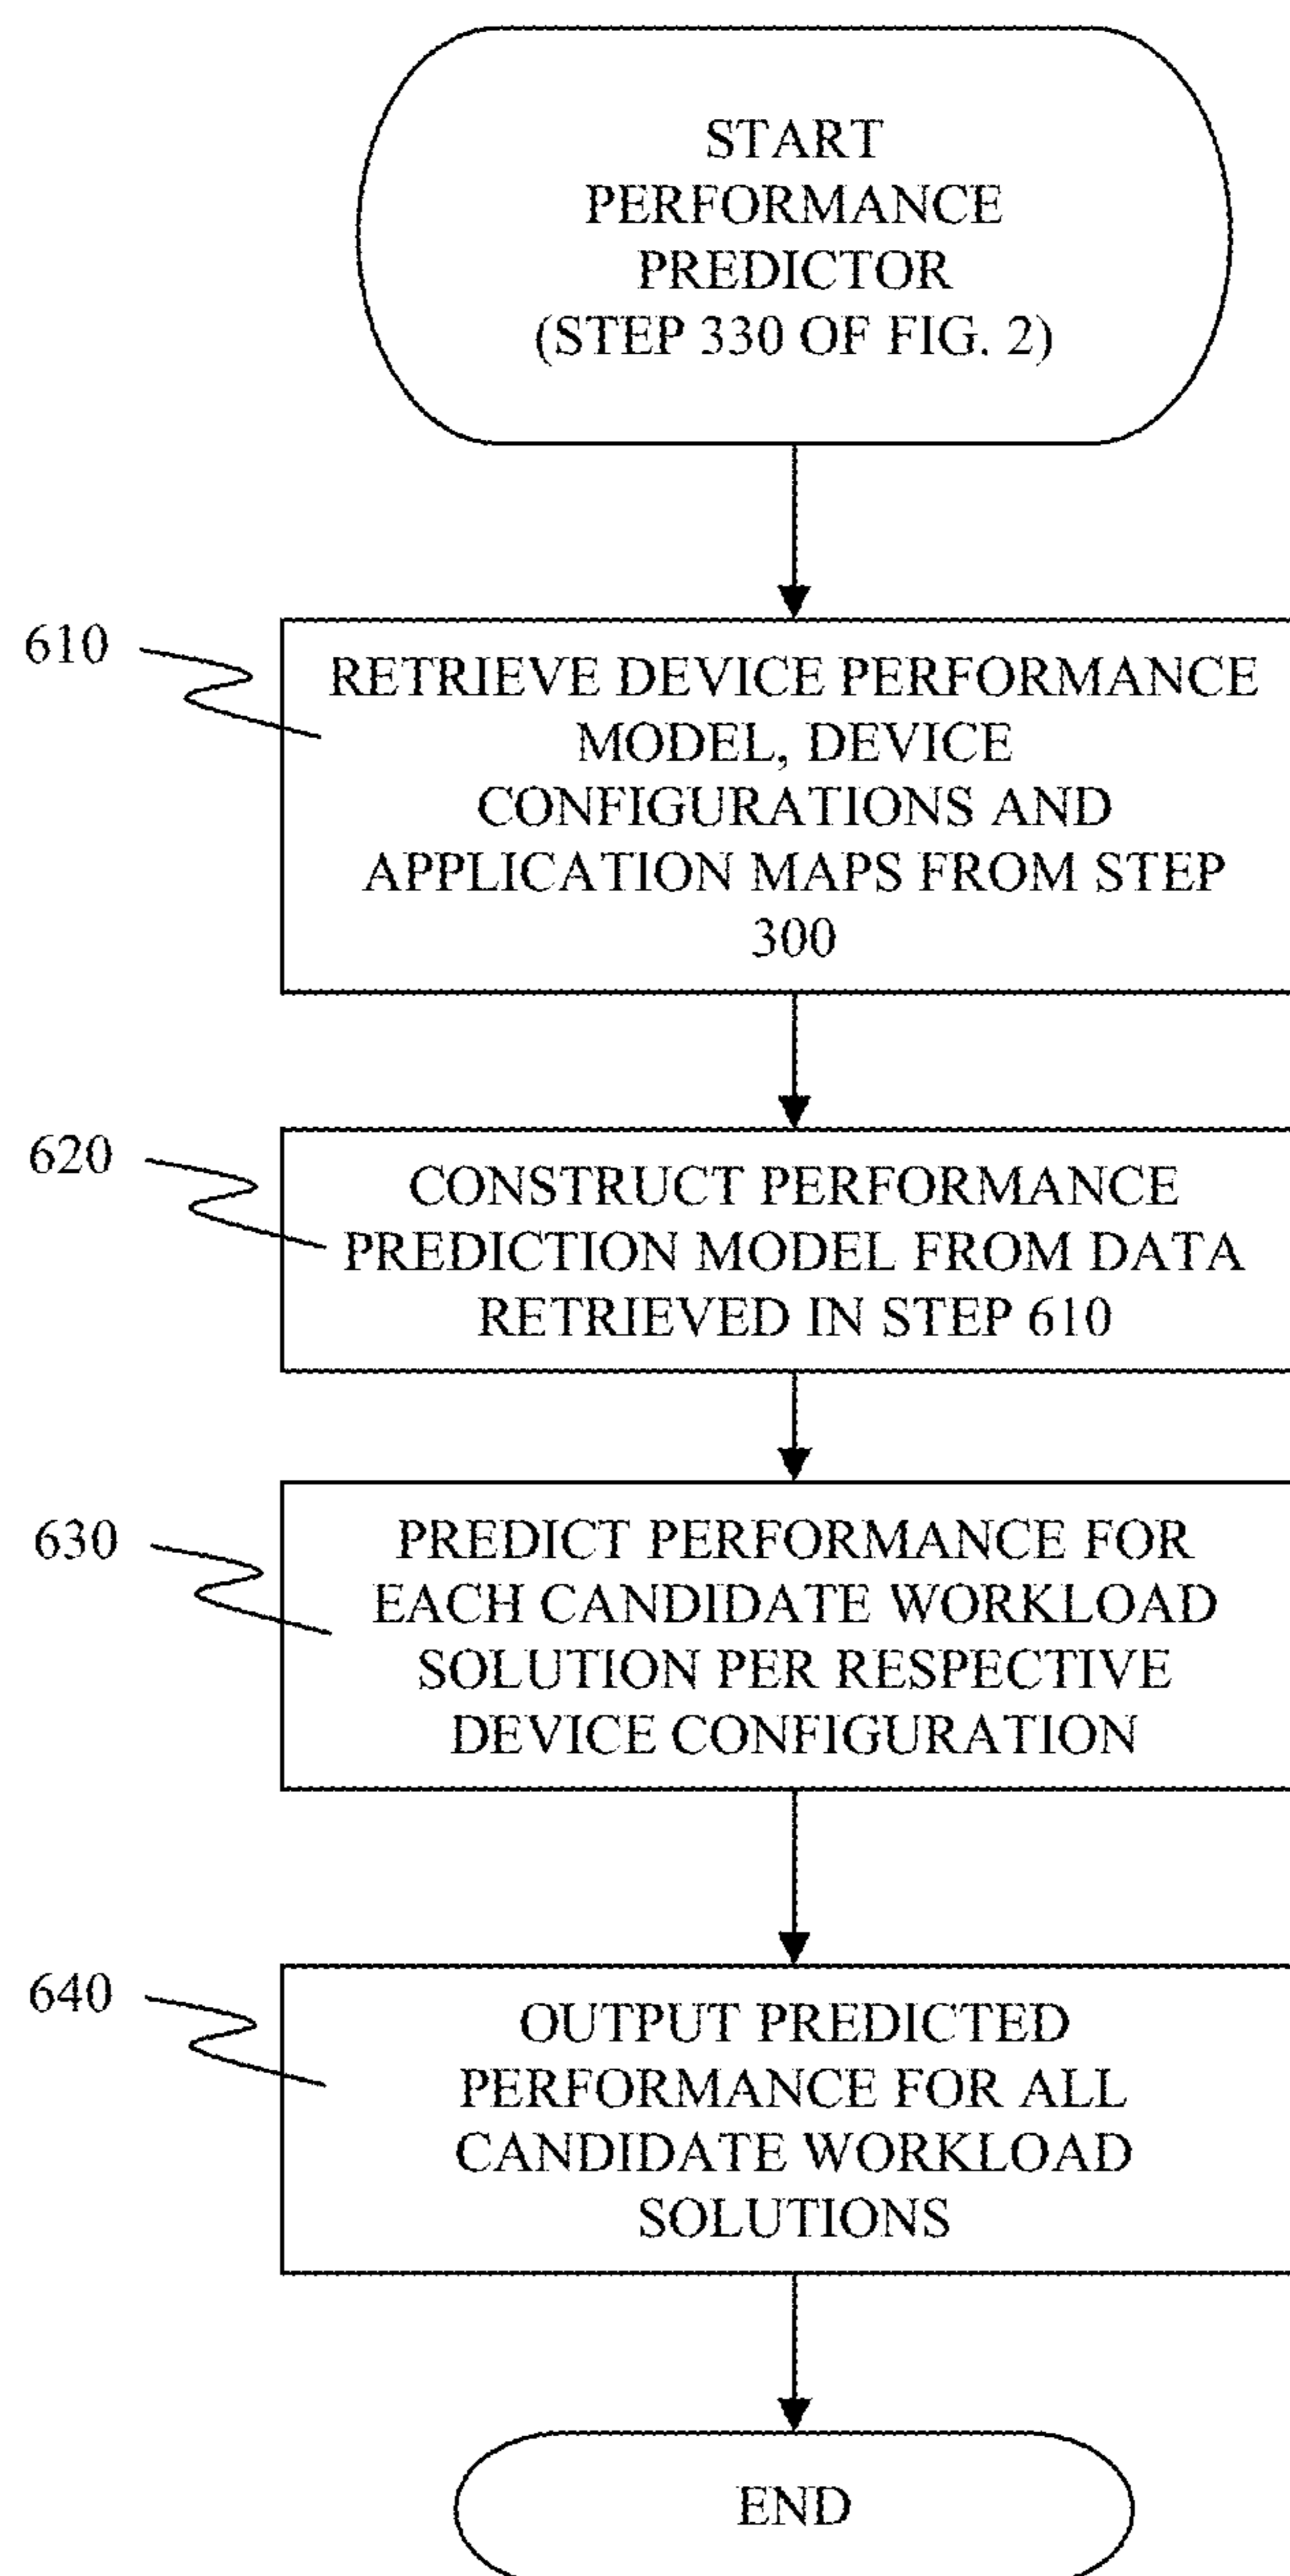 START
PERFORMANCE
PREDICTOR
(STEP 330 OF FIG. 2)
610
RETRIEVE DEVICE PERFORMANCE
MODEL, DEVICE
CONFIGURATIONS AND
APPLICATION MAPS FROM STEP
300
620
CONSTRUCT PERFORMANCE
PREDICTION MODEL FROM DATA
RETRIEVED IN STEP 610
630
PREDICT PERFORMANCE FOR
EACH CANDIDATE WORKLOAD
SOLUTION PER RESPECTIVE
DEVICE CONFIGURATION
640
OUTPUT PREDICTED
PERFORMANCE FOR ALL
CANDIDATE WORKLOAD
SOLUTIONS
END